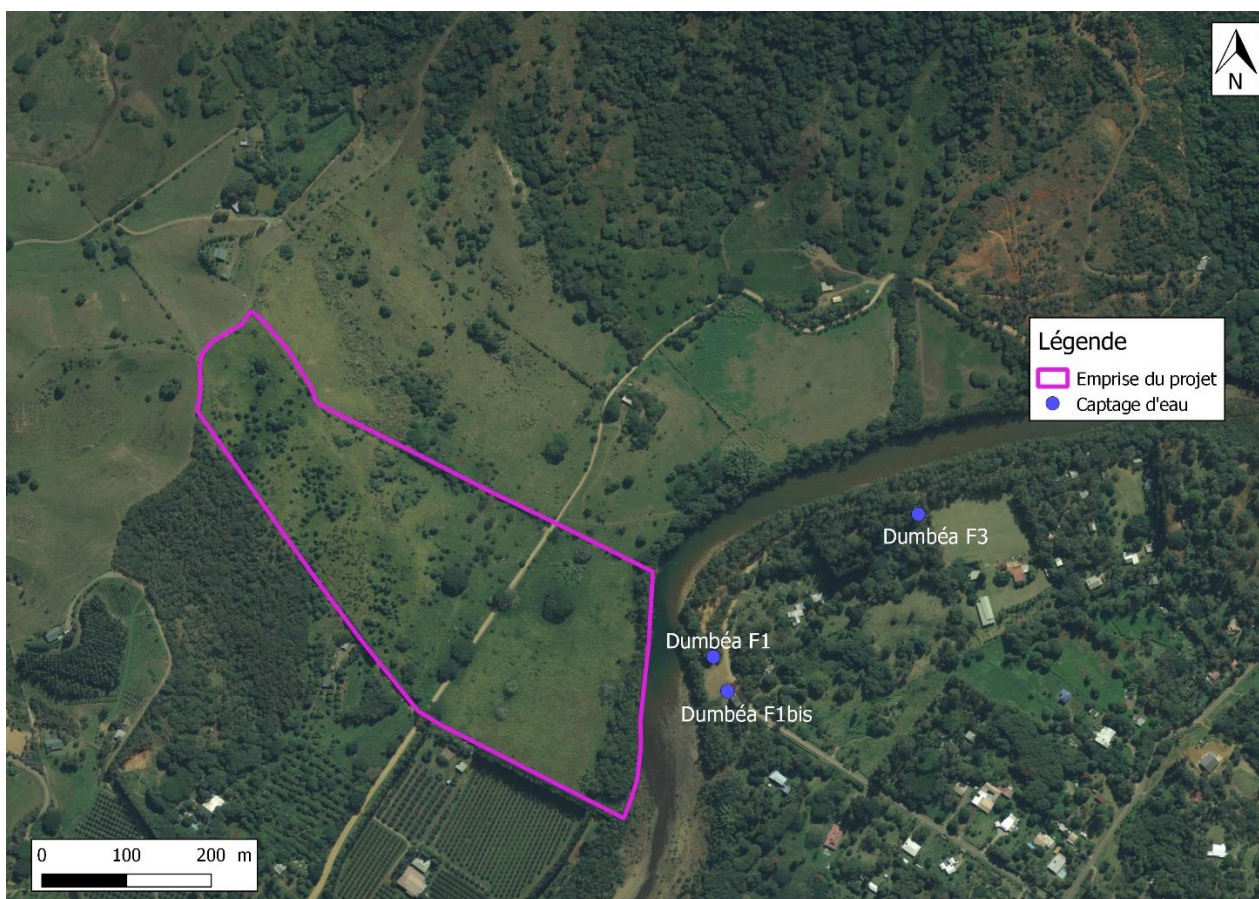 N
Légende
Emprise du projet
Captage d'eau
Dumbéa F3
Dumbéa F1
Dumbéa F1bis
0 100 200 m